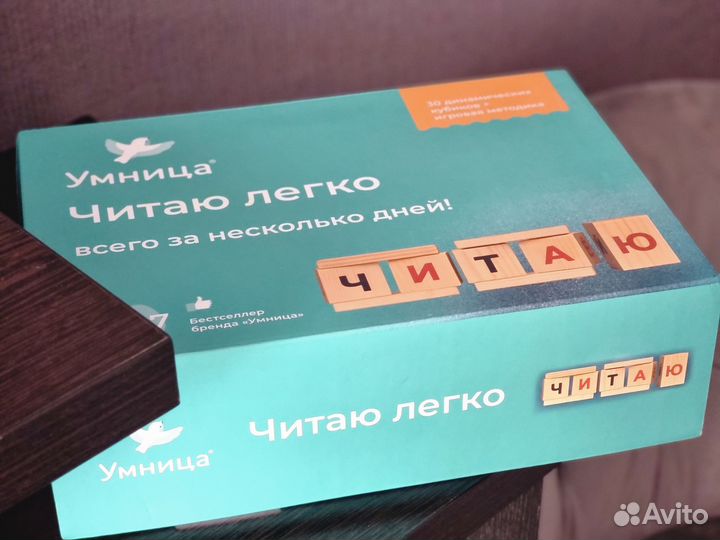 30 динамических
кубиков +
игровая методика
Умница®
Читаю легко
всего за несколько дней!
ЧИТАЮ
7
Бестселлер
бренда «Умница»
Читаю легко
ЧИТАЮ
Умница®
Avito